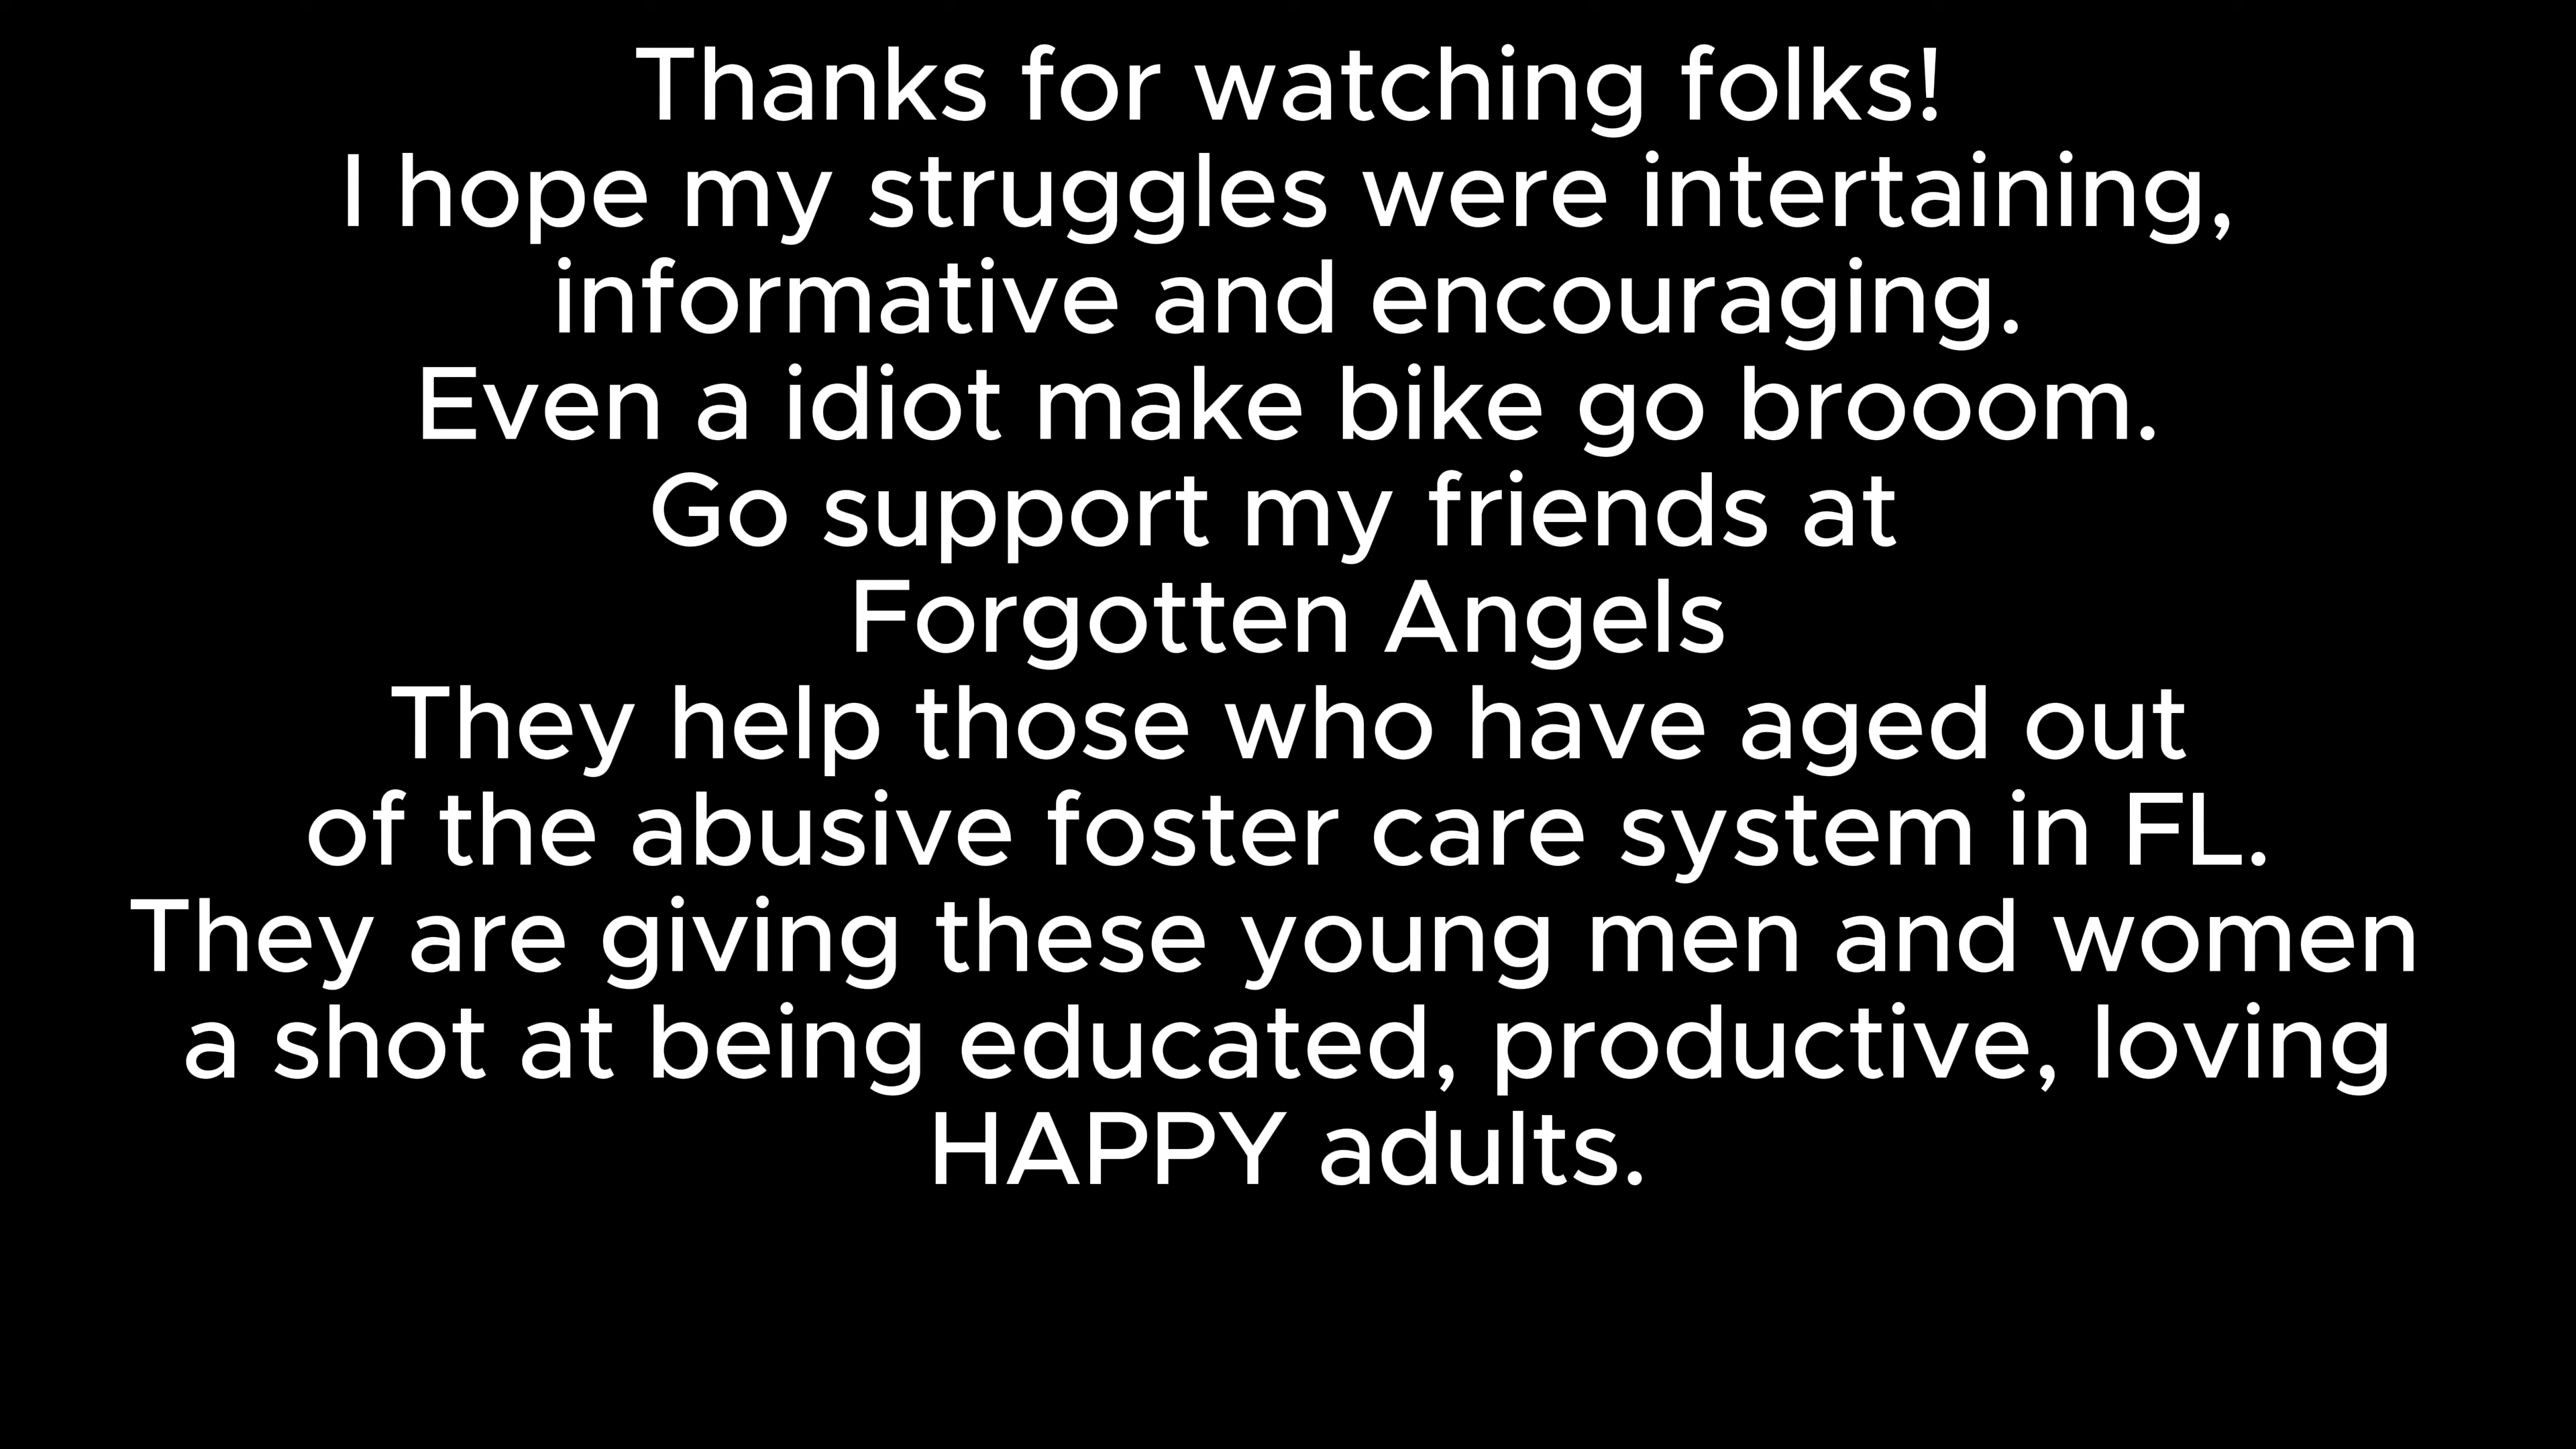 Thanks for watching folks!
I hope my struggles were intertaining,
informative and encouraging.
Even a idiot make bike go brooom.
Go support my friends at
Forgotten Angels
They help those who have aged out
of the abusive foster care system in FL.
They are giving these young men and women
a shot at being educated, productive, loving
HAPPY adults.